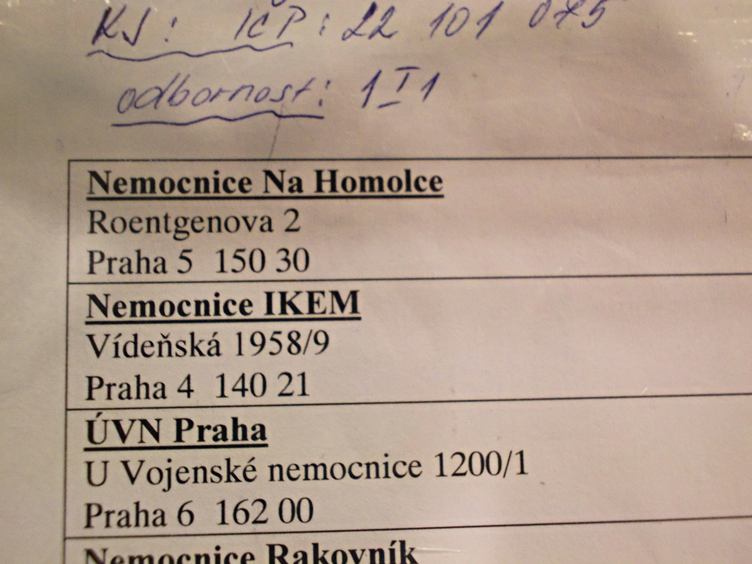 KJ: IČP: 22 101 075
odbornost: 1I1
Nemocnice Na Homolce
Roentgenova 2
Praha 5 150 30
Nemocnice IKEM
Vídeňská 1958/9
Praha 4 140 21
ÚVN Praha
U Vojenské nemocnice 1200/1
Praha 6 162 00
Nemocnice Rakovník